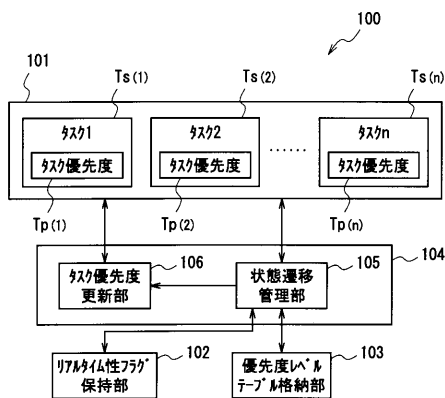 100
101
Ts(1)
Ts(2)
Ts(n)
ﾀｽｸ1
ﾀｽｸ2
ﾀｽｸn
ﾀｽｸ優先度
ﾀｽｸ優先度
……
ﾀｽｸ優先度
Tp(1)
Tp(2)
Tp(n)
104
ﾀｽｸ優先度
更新部
106
状態遷移
管理部
105
ﾘｱﾙﾀｲﾑ性ﾌﾗｸﾞ
保持部
102
優先度ﾚﾍﾞﾙ
ﾃｰﾌﾞﾙ格納部
103